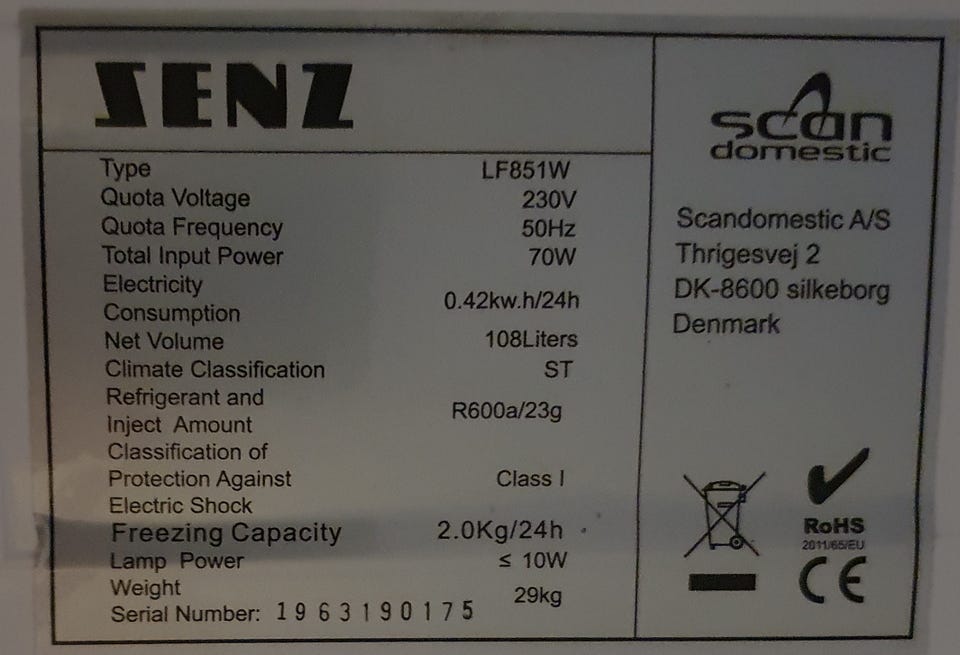 SENZ
Type LF851W
Quota Voltage 230V
Quota Frequency 50Hz
Total Input Power 70W
Electricity
Consumption 0.42kw.h/24h
Net Volume 108Liters
Climate Classification ST
Refrigerant and
Inject Amount R600a/23g
Classification of
Protection Against Class I
Electric Shock
Freezing Capacity 2.0Kg/24h
Lamp Power ≤ 10W
Weight 29kg
Serial Number: 1963190175
scan
domestic
Scandomestic A/S
Thrigesvej 2
DK-8600 silkeborg
Denmark
RoHS
2011/65/EU
CE